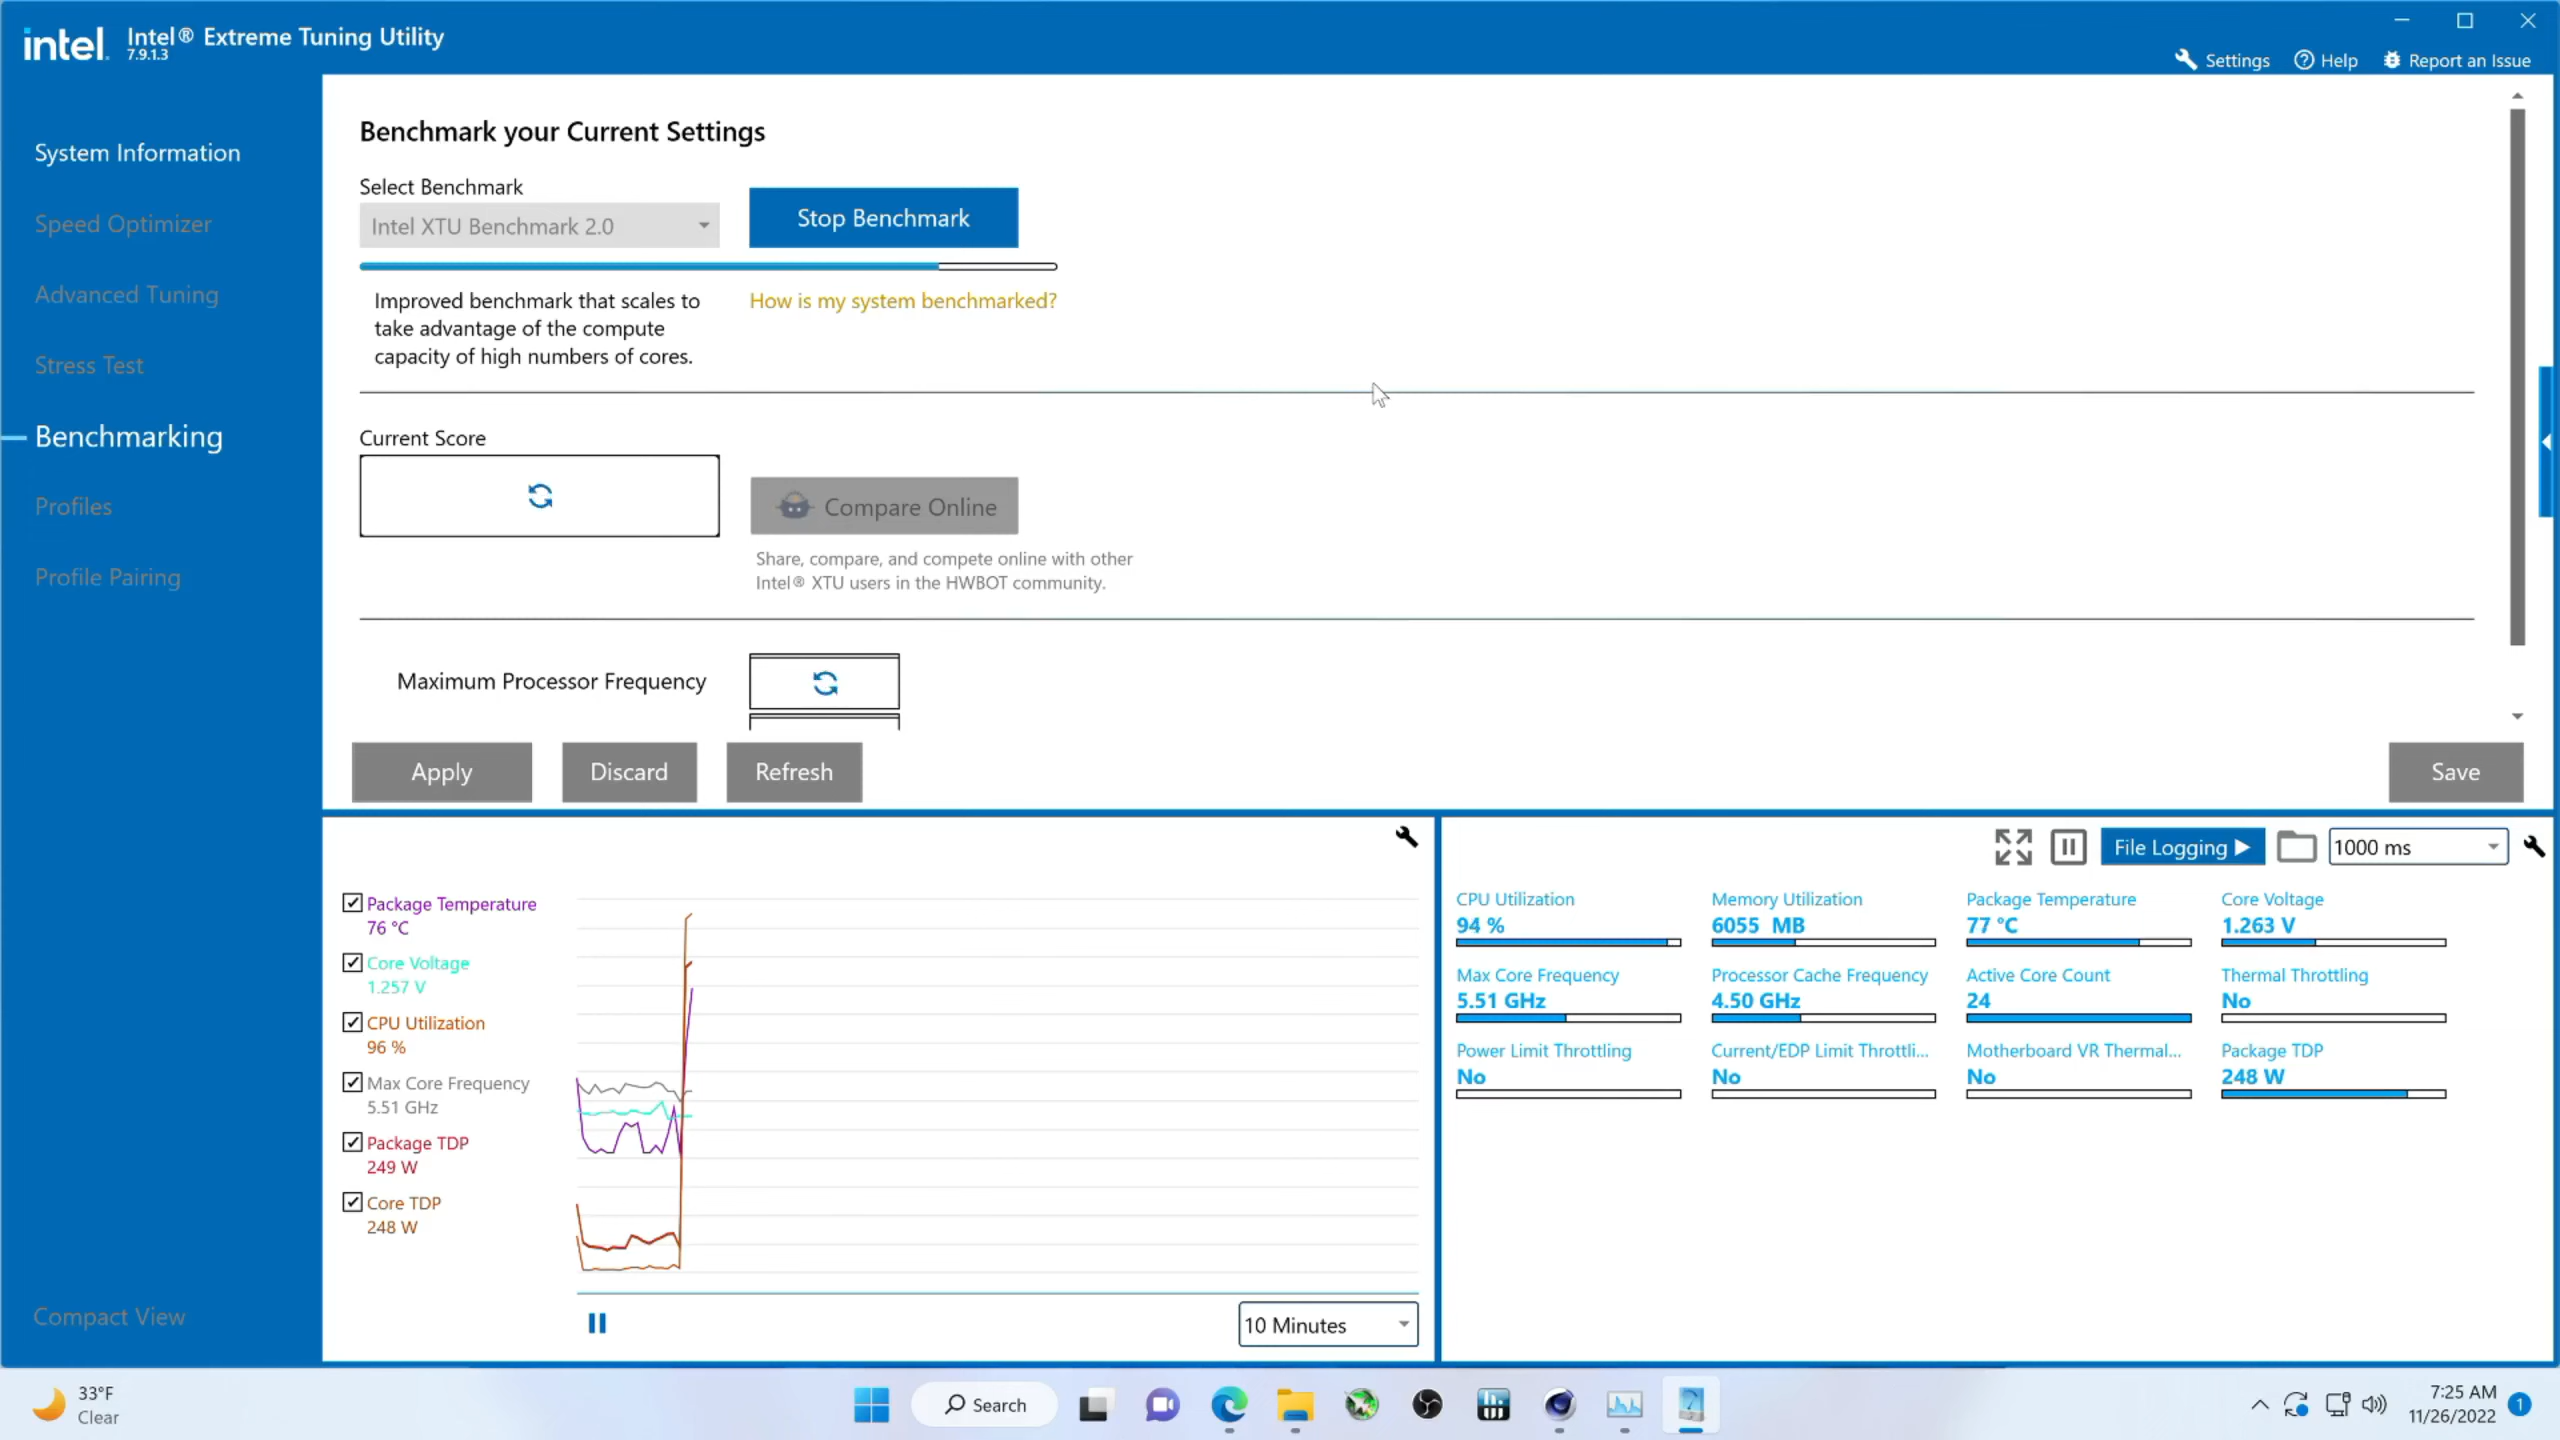 intel.
Intel® Extreme Tuning Utility
7.9.1.3
Settings
Help
Report an Issue
System Information
Speed Optimizer
Advanced Tuning
Stress Test
Benchmarking
Profiles
Profile Pairing
Compact View
Benchmark your Current Settings
Select Benchmark
Intel XTU Benchmark 2.0
Stop Benchmark
Improved benchmark that scales to
take advantage of the compute
capacity of high numbers of cores.
How is my system benchmarked?
Current Score
Compare Online
Share, compare, and compete online with other
Intel® XTU users in the HWBOT community.
Maximum Processor Frequency
Apply
Discard
Refresh
Save
Package Temperature
76 °C
Core Voltage
1.257 V
CPU Utilization
96 %
Max Core Frequency
5.51 GHz
Package TDP
249 W
Core TDP
248 W
10 Minutes
File Logging
1000 ms
CPU Utilization
94 %
Memory Utilization
6055 MB
Package Temperature
77 °C
Core Voltage
1.263 V
Max Core Frequency
5.51 GHz
Processor Cache Frequency
4.50 GHz
Active Core Count
24
Thermal Throttling
No
Power Limit Throttling
No
Current/EDP Limit Throttli...
No
Motherboard VR Thermal...
No
Package TDP
248 W
33°F
Clear
Search
7:25 AM
11/26/2022
1